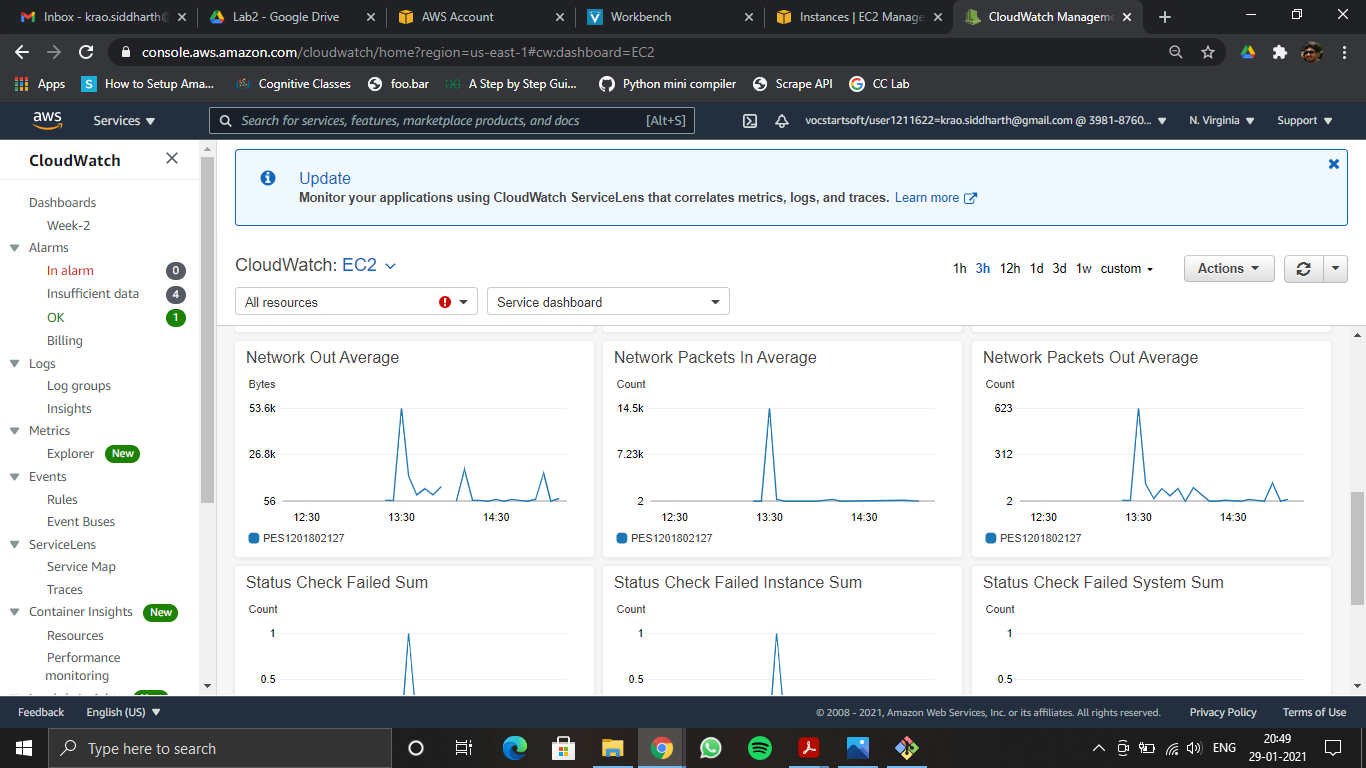 Inbox - krao.siddharth@
Lab2 - Google Drive
AWS Account
Workbench
Instances | EC2 Manage
CloudWatch Manageme
console.aws.amazon.com/cloudwatch/home?region=us-east-1#cw:dashboard=EC2
Apps
How to Setup Ama...
Cognitive Classes
foo.bar
A Step by Step Gui...
Python mini compiler
Scrape API
CC Lab
aws
Services
Search for services, features, marketplace products, and docs
[Alt+S]
vocstartsoft/user1211622=krao.siddharth@gmail.com @ 3981-8760...
N. Virginia
Support
CloudWatch
Dashboards
Week-2
Alarms
In alarm 0
Insufficient data 4
OK 1
Billing
Logs
Log groups
Insights
Metrics
Explorer New
Events
Rules
Event Buses
ServiceLens
Service Map
Traces
Container Insights New
Resources
Performance
monitoring
Update
Monitor your applications using CloudWatch ServiceLens that correlates metrics, logs, and traces. Learn more
CloudWatch: EC2
1h 3h 12h 1d 3d 1w custom
Actions
All resources
Service dashboard
Network Out Average
Bytes
53.6k
26.8k
56
12:30 13:30 14:30
PES1201802127
Network Packets In Average
Count
14.5k
7.23k
2
12:30 13:30 14:30
PES1201802127
Network Packets Out Average
Count
623
312
2
12:30 13:30 14:30
PES1201802127
Status Check Failed Sum
Count
1
0.5
Status Check Failed Instance Sum
Count
1
0.5
Status Check Failed System Sum
Count
1
0.5
Feedback
English (US)
© 2008 - 2021, Amazon Web Services, Inc. or its affiliates. All rights reserved.
Privacy Policy
Terms of Use
Type here to search
ENG
20:49
29-01-2021